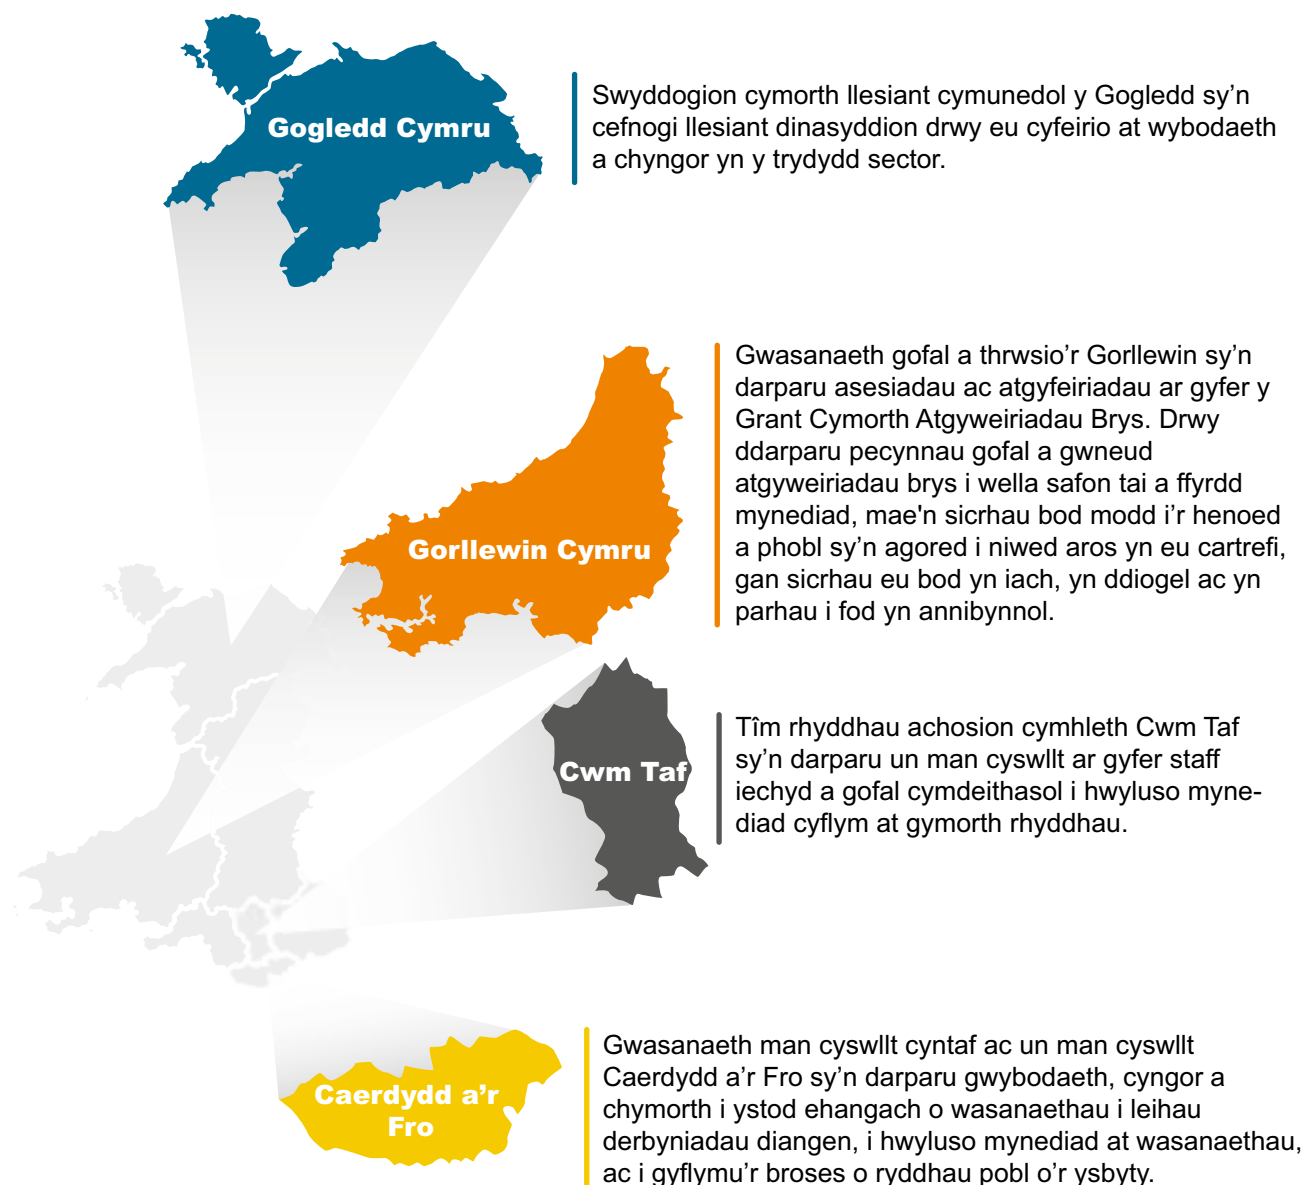 Gogledd Cymru
Swyddogion cymorth llesiant cymunedol y Gogledd sy’n
cefnogi llesiant dinasyddion drwy eu cyfeirio at wybodaeth
a chyngor yn y trydydd sector.
Gorllewin Cymru
Gwasanaeth gofal a thrwsio’r Gorllewin sy’n
darparu asesiadau ac atgyfeiriadau ar gyfer y
Grant Cymorth Atgyweiriadau Brys. Drwy
ddarparu pecynnau gofal a gwneud
atgyweiriadau brys i wella safon tai a ffyrdd
mynediad, mae'n sicrhau bod modd i’r henoed
a phobl sy’n agored i niwed aros yn eu cartrefi,
gan sicrhau eu bod yn iach, yn ddiogel ac yn
parhau i fod yn annibynnol.
Cwm Taf
Tîm rhyddhau achosion cymhleth Cwm Taf
sy’n darparu un man cyswllt ar gyfer staff
iechyd a gofal cymdeithasol i hwyluso myne-
diad cyflym at gymorth rhyddhau.
Caerdydd a’r
Fro
Gwasanaeth man cyswllt cyntaf ac un man cyswllt
Caerdydd a’r Fro sy’n darparu gwybodaeth, cyngor a
chymorth i ystod ehangach o wasanaethau i leihau
derbyniadau diangen, i hwyluso mynediad at wasanaethau,
ac i gyflymu’r broses o ryddhau pobl o’r ysbyty.